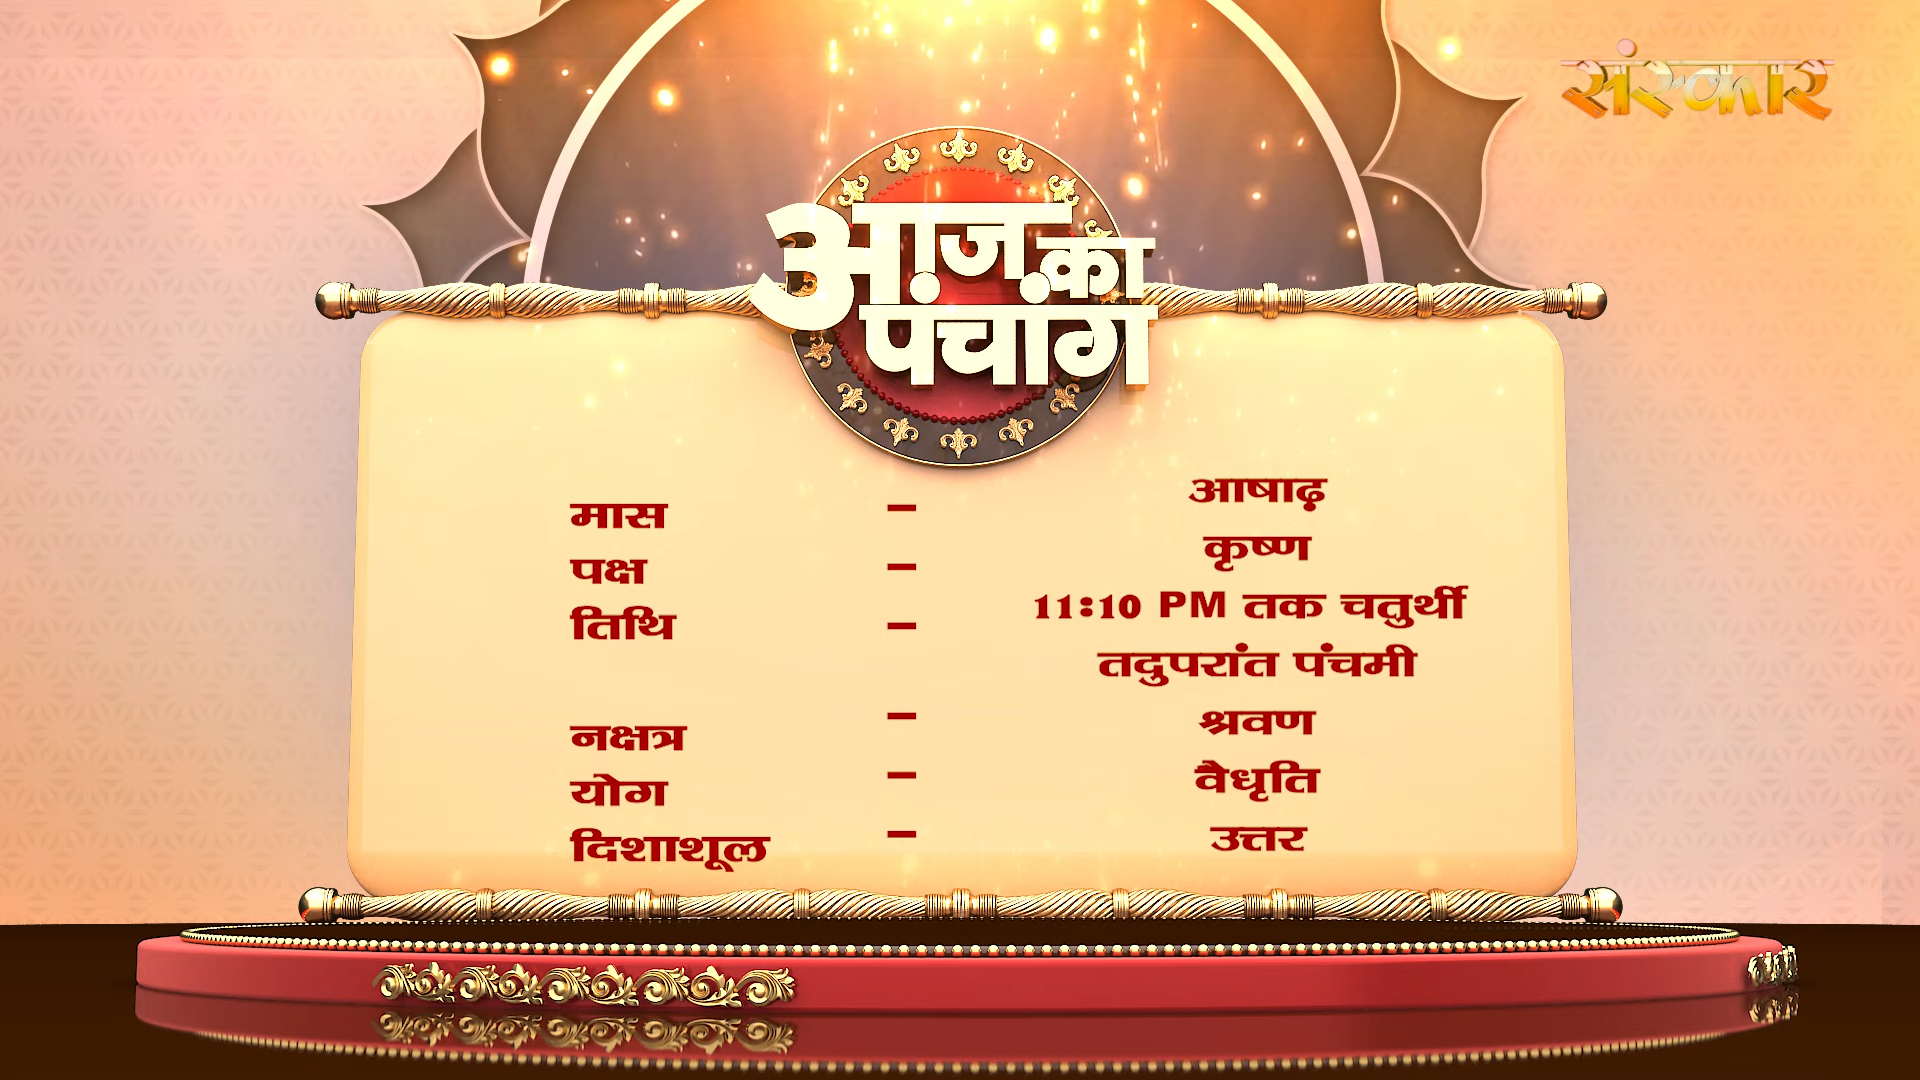 संस्कार
आज का
पंचांग
मास – आषाढ़
पक्ष – कृष्ण
तिथि – 11:10 PM तक चतुर्थी
तदुपरांत पंचमी
नक्षत्र – श्रवण
योग – वैधृति
दिशाशूल – उत्तर